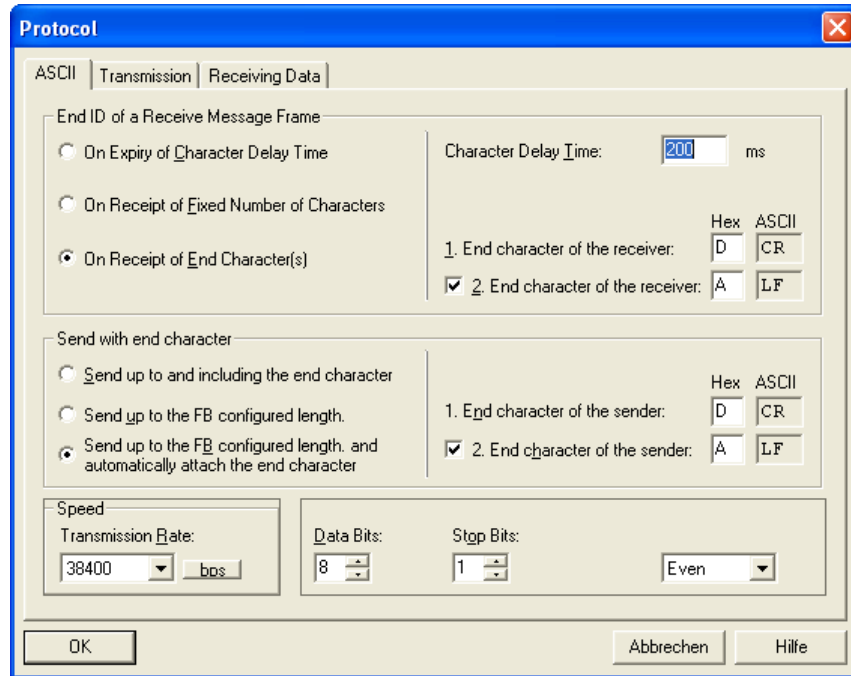 Protocol
ASCII Transmission Receiving Data
End ID of a Receive Message Frame
On Expiry of Character Delay Time
Character Delay Time: 200 ms
On Receipt of Fixed Number of Characters
Hex ASCII
On Receipt of End Character(s)
1. End character of the receiver: D CR
2. End character of the receiver: A LF
Send with end character
Send up to and including the end character
Hex ASCII
Send up to the FB configured length.
1. End character of the sender: D CR
Send up to the FB configured length. and
automatically attach the end character
2. End character of the sender: A LF
Speed
Transmission Rate:
38400 bps
Data Bits:
8
Stop Bits:
1
Even
OK Abbrechen Hilfe